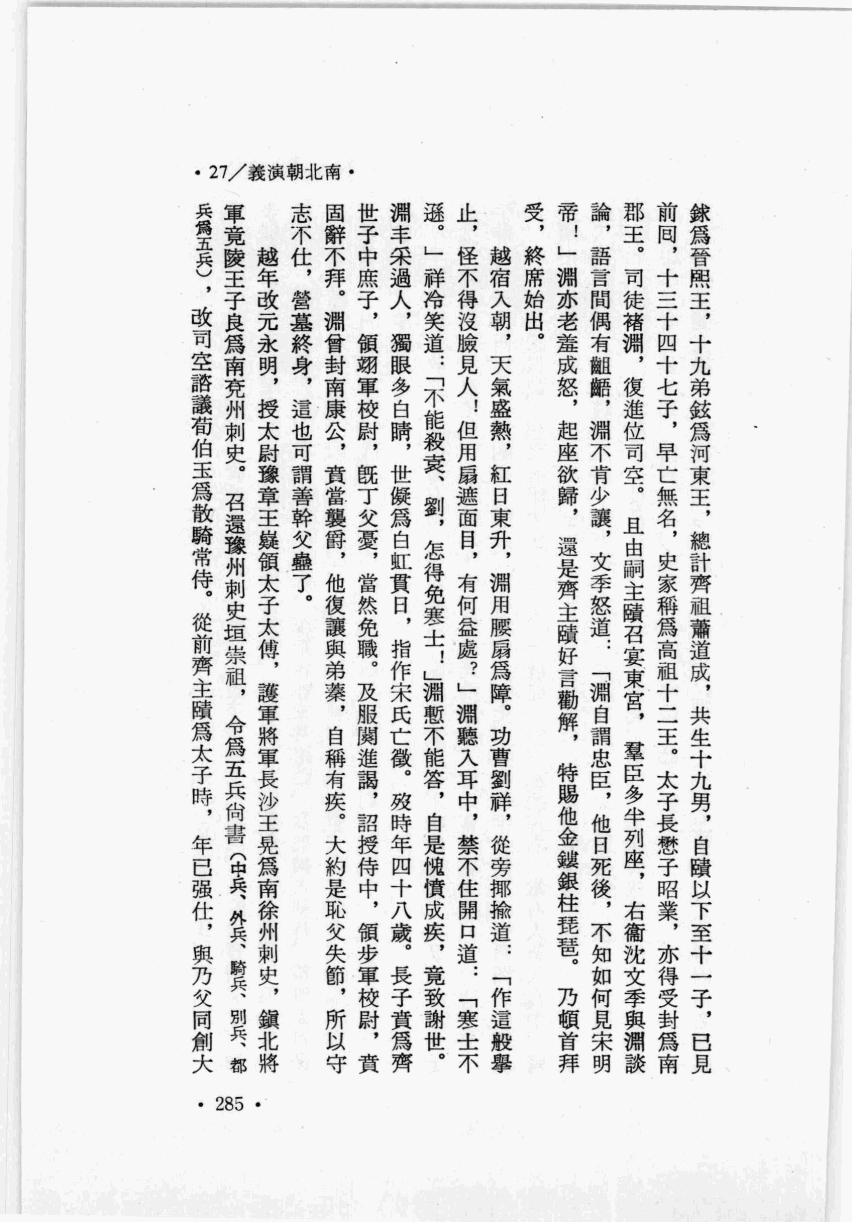 ・27／義演朝北南・
銶爲晉熙王，十九弟鉉爲河東王，總計齊祖蕭道成，共生十九男，自賾以下至十一子，已見
前回，十三十四十七子，早亡無名，史家稱爲高祖十二王。太子長懋子昭業，亦得受封爲南
郡王。司徒褚淵，復進位司空。且由嗣主賾召宴東宮，羣臣多半列座，右衞沈文季與淵談
論，語言間偶有齟齬，淵不肯少讓，文季怒道：「淵自謂忠臣，他日死後，不知如何見宋明
帝！」淵亦老羞成怒，起座欲歸，還是齊主賾好言勸解，特賜他金鏤銀柱琵琶。乃頓首拜
受，終席始出。
越宿入朝，天氣盛熱，紅日東升，淵用腰扇爲障。功曹劉祥，從旁揶揄道：「作這般擧
止，怪不得沒臉見人！但用扇遮面目，有何益處？」淵聽入耳中，禁不住開口道：「寒士不
遜。」祥冷笑道：「不能殺袁、劉，怎得免寒士！」淵慙不能答，自是愧憤成疾，竟致謝世。
淵丰采過人，獨眼多白睛，世儗爲白虹貫日，指作宋氏亡徵。歿時年四十八歲。長子賁爲齊
世子中庶子，領翊軍校尉，旣丁父憂，當然免職。及服闋進謁，詔授侍中，領步軍校尉，賁
固辭不拜。淵曾封南康公，賁當襲爵，他復讓與弟蓁，自稱有疾。大約是恥父失節，所以守
志不仕，營墓終身，這也可謂善幹父蠱了。
越年改元永明，授太尉豫章王嶷領太子太傅，護軍將軍長沙王晃爲南徐州刺史，鎭北將
軍竟陵王子良爲南兗州刺史。召還豫州刺史垣崇祖，令爲五兵尙書（中兵、外兵、騎兵、別兵、都
兵爲五兵），改司空諮議荀伯玉爲散騎常侍。從前齊主賾爲太子時，年已强仕，與乃父同創大
・285・